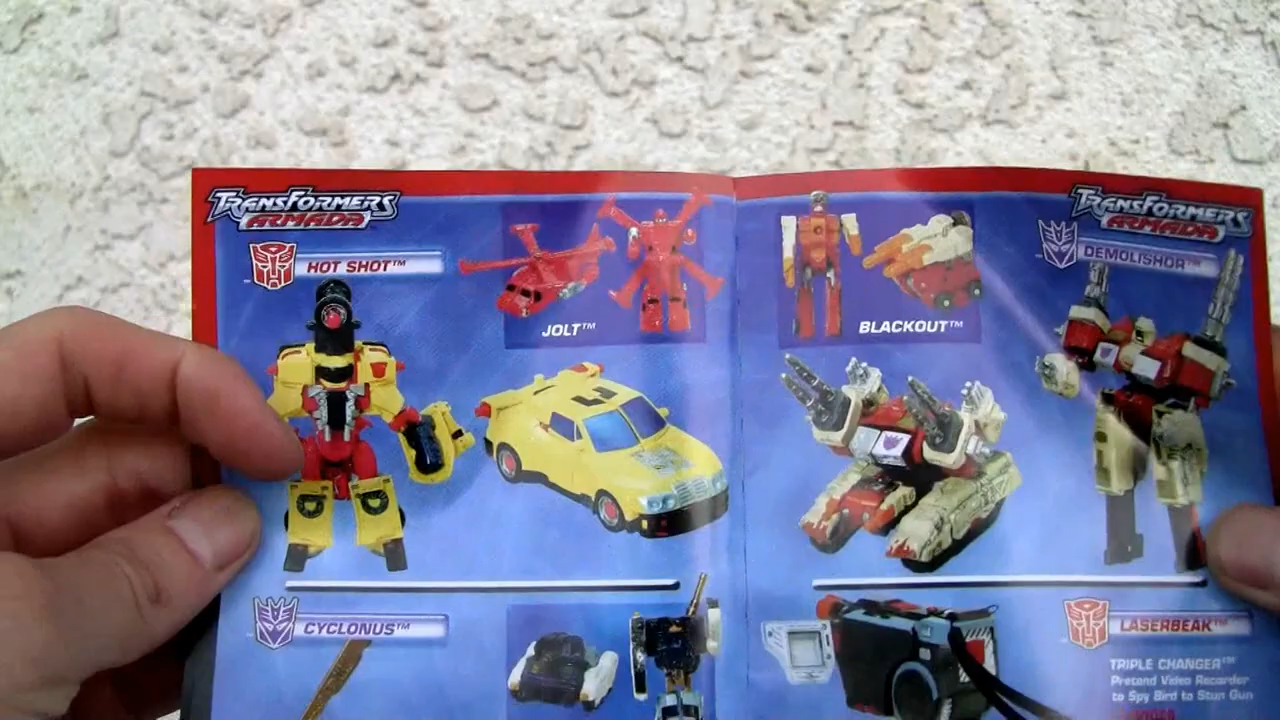 TRANSFORMERS
ARMADA
HOT SHOT™
JOLT™
CYCLONUS™
TRANSFORMERS
ARMADA
DEMOLISHOR™
BLACKOUT™
LASERBEAK™
TRIPLE CHANGER™
Pretend Video Recorder
to Spy Bird to Stun Gun